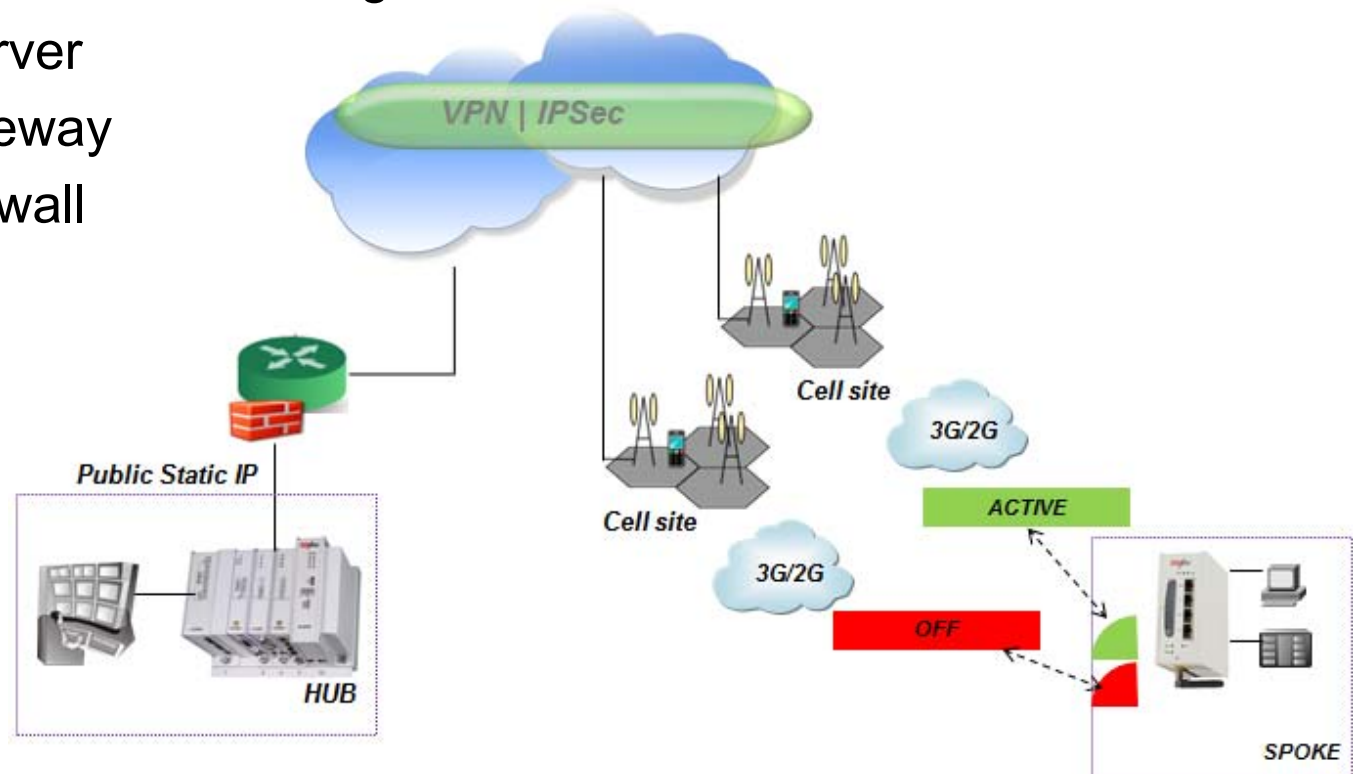 rver
eway
wall
VPN | IPSec
Cell site
3G/2G
Public Static IP
ACTIVE
Cell site
3G/2G
OFF
HUB
SPOKE